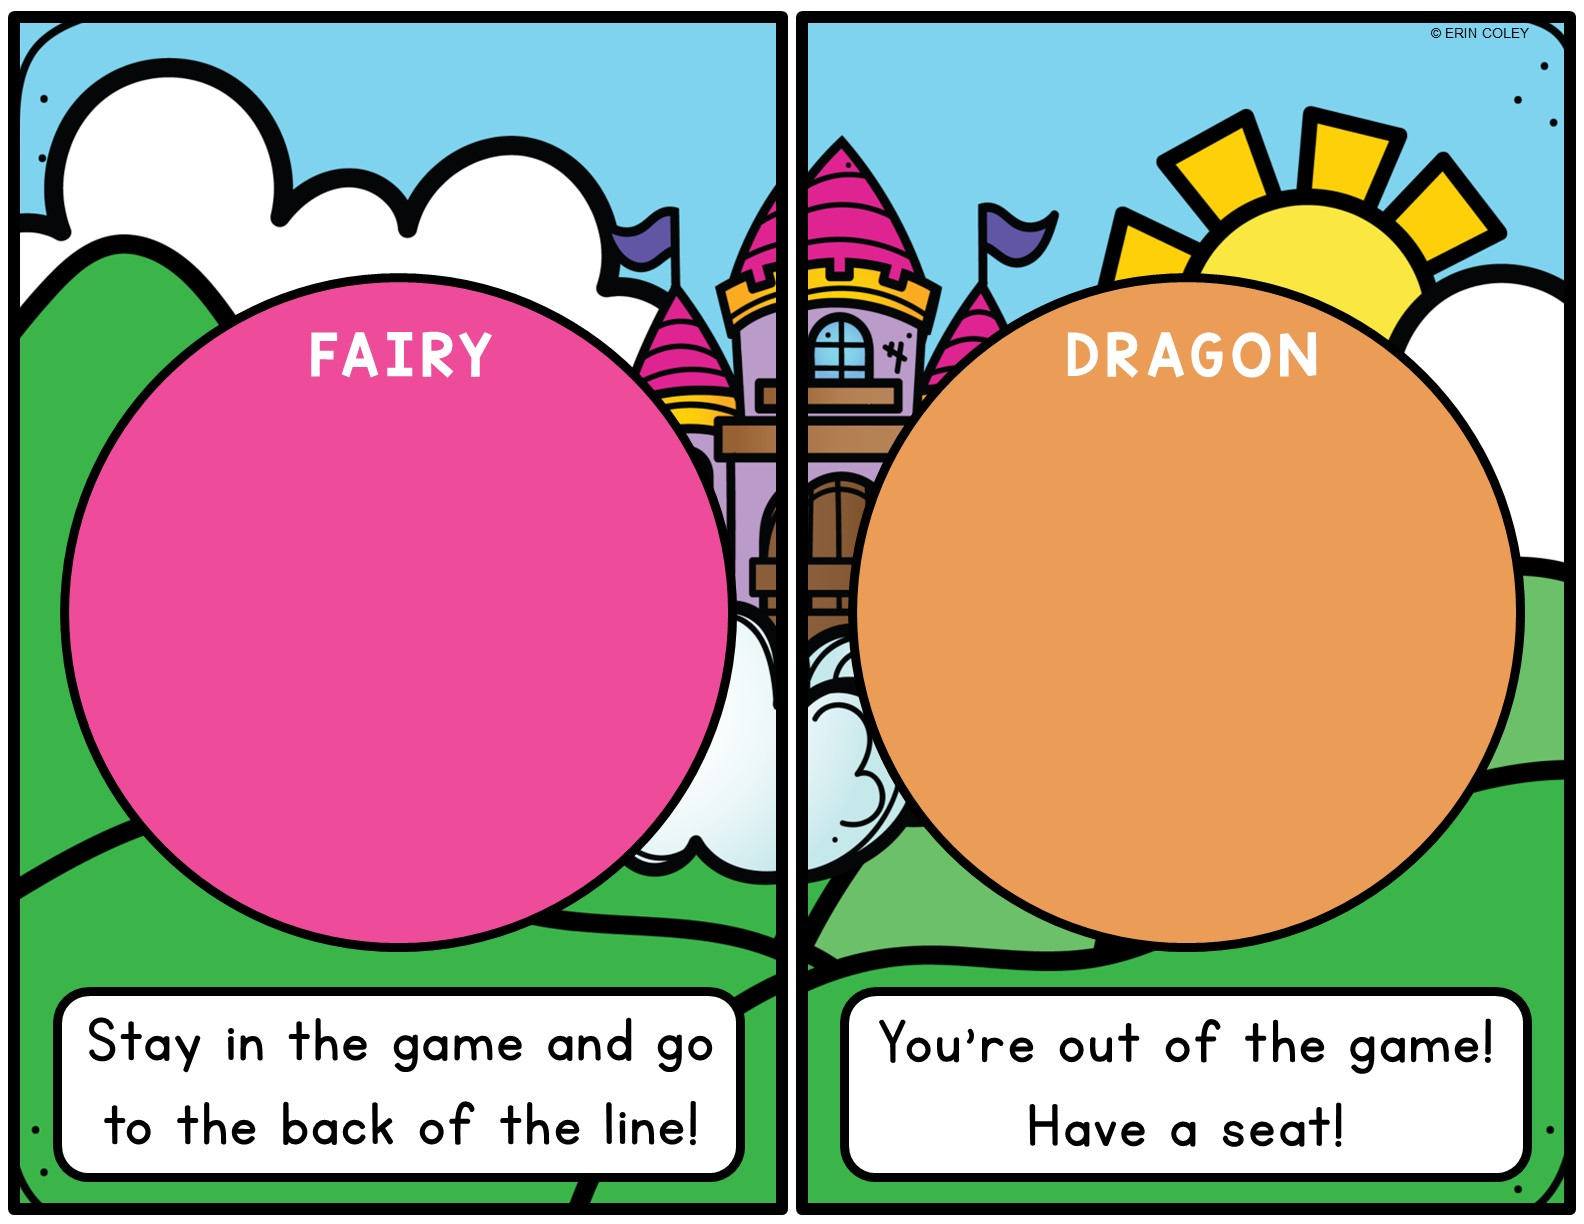 © ERIN COLEY
FAIRY
Stay in the game and go
to the back of the line!
DRAGON
You're out of the game!
Have a seat!